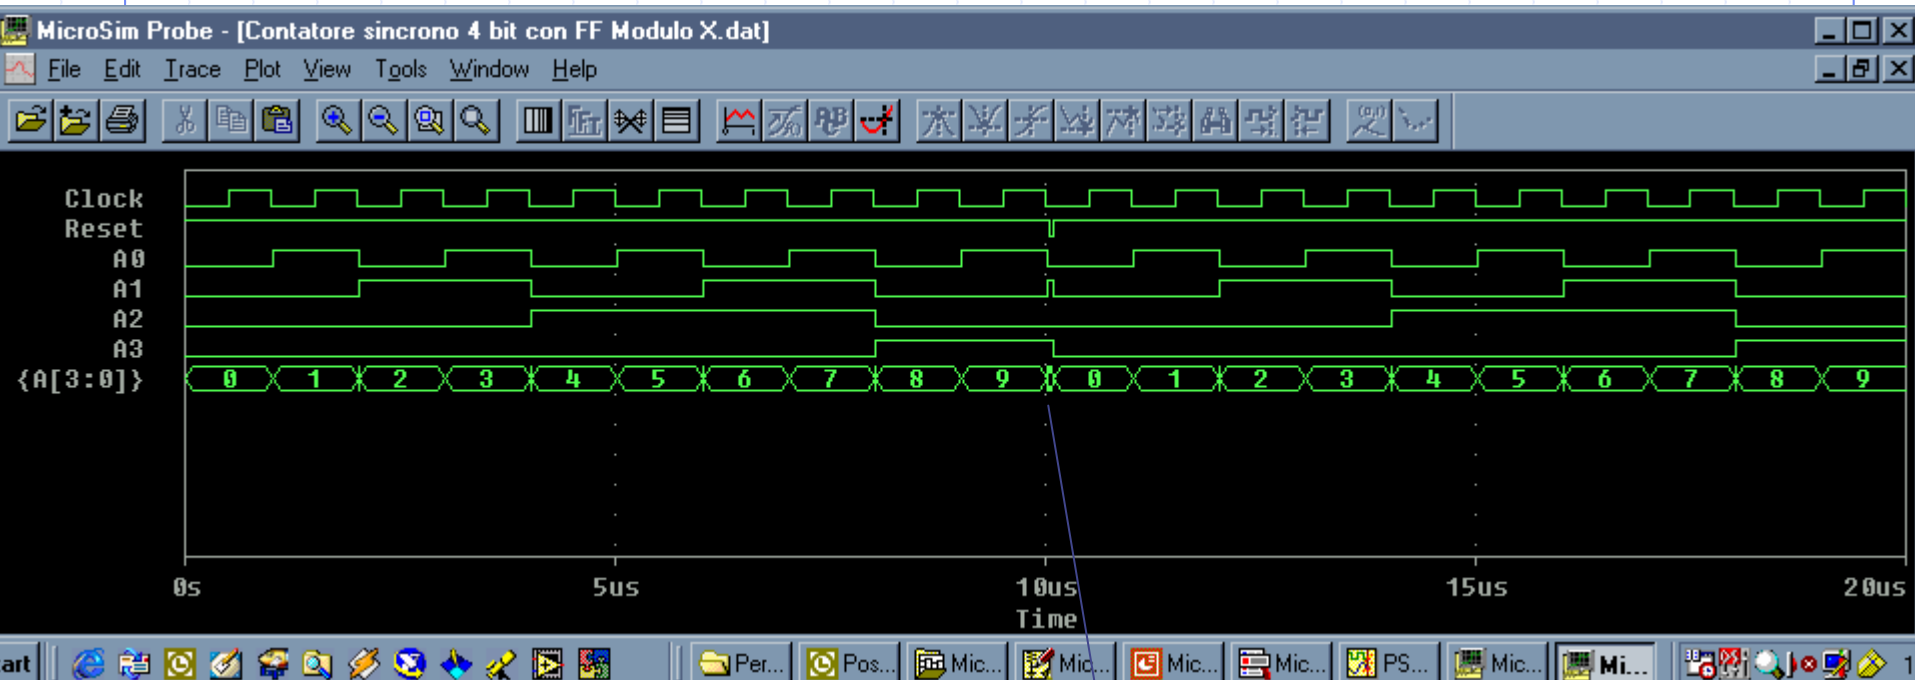 MicroSim Probe - [Contatore sincrono 4 bit con FF Modulo X.dat]
File Edit Trace Plot View Tools Window Help
Clock
Reset
A0
A1
A2
A3
{A[3:0]} 0 1 2 3 4 5 6 7 8 9 0 1 2 3 4 5 6 7 8 9
0s 5us 10us 15us 20us
Time
art Per... Pos... Mic... Mic... Mic... Mic... PS... Mic... Mi... 1